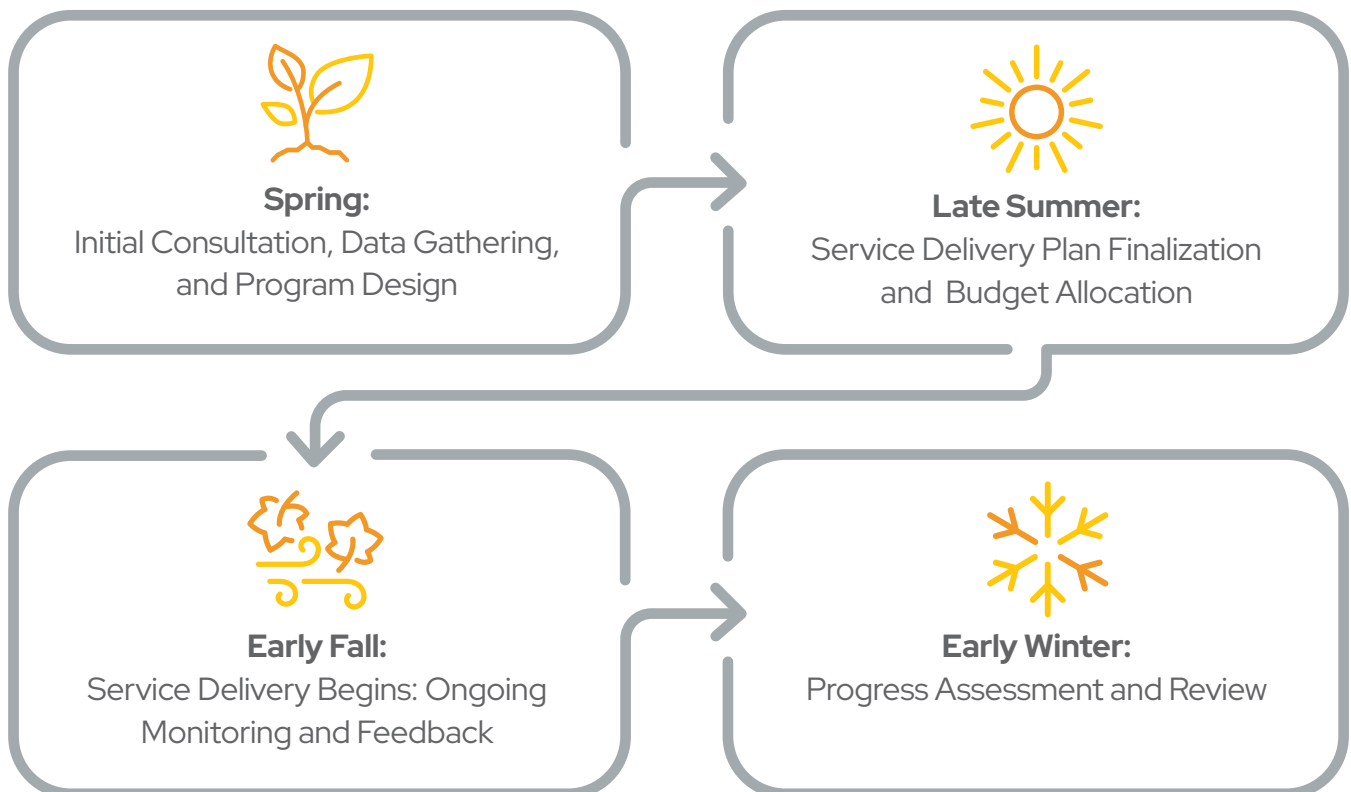 Spring:
Initial Consultation, Data Gathering,
and Program Design
Late Summer:
Service Delivery Plan Finalization
and Budget Allocation
Early Fall:
Service Delivery Begins: Ongoing
Monitoring and Feedback
Early Winter:
Progress Assessment and Review